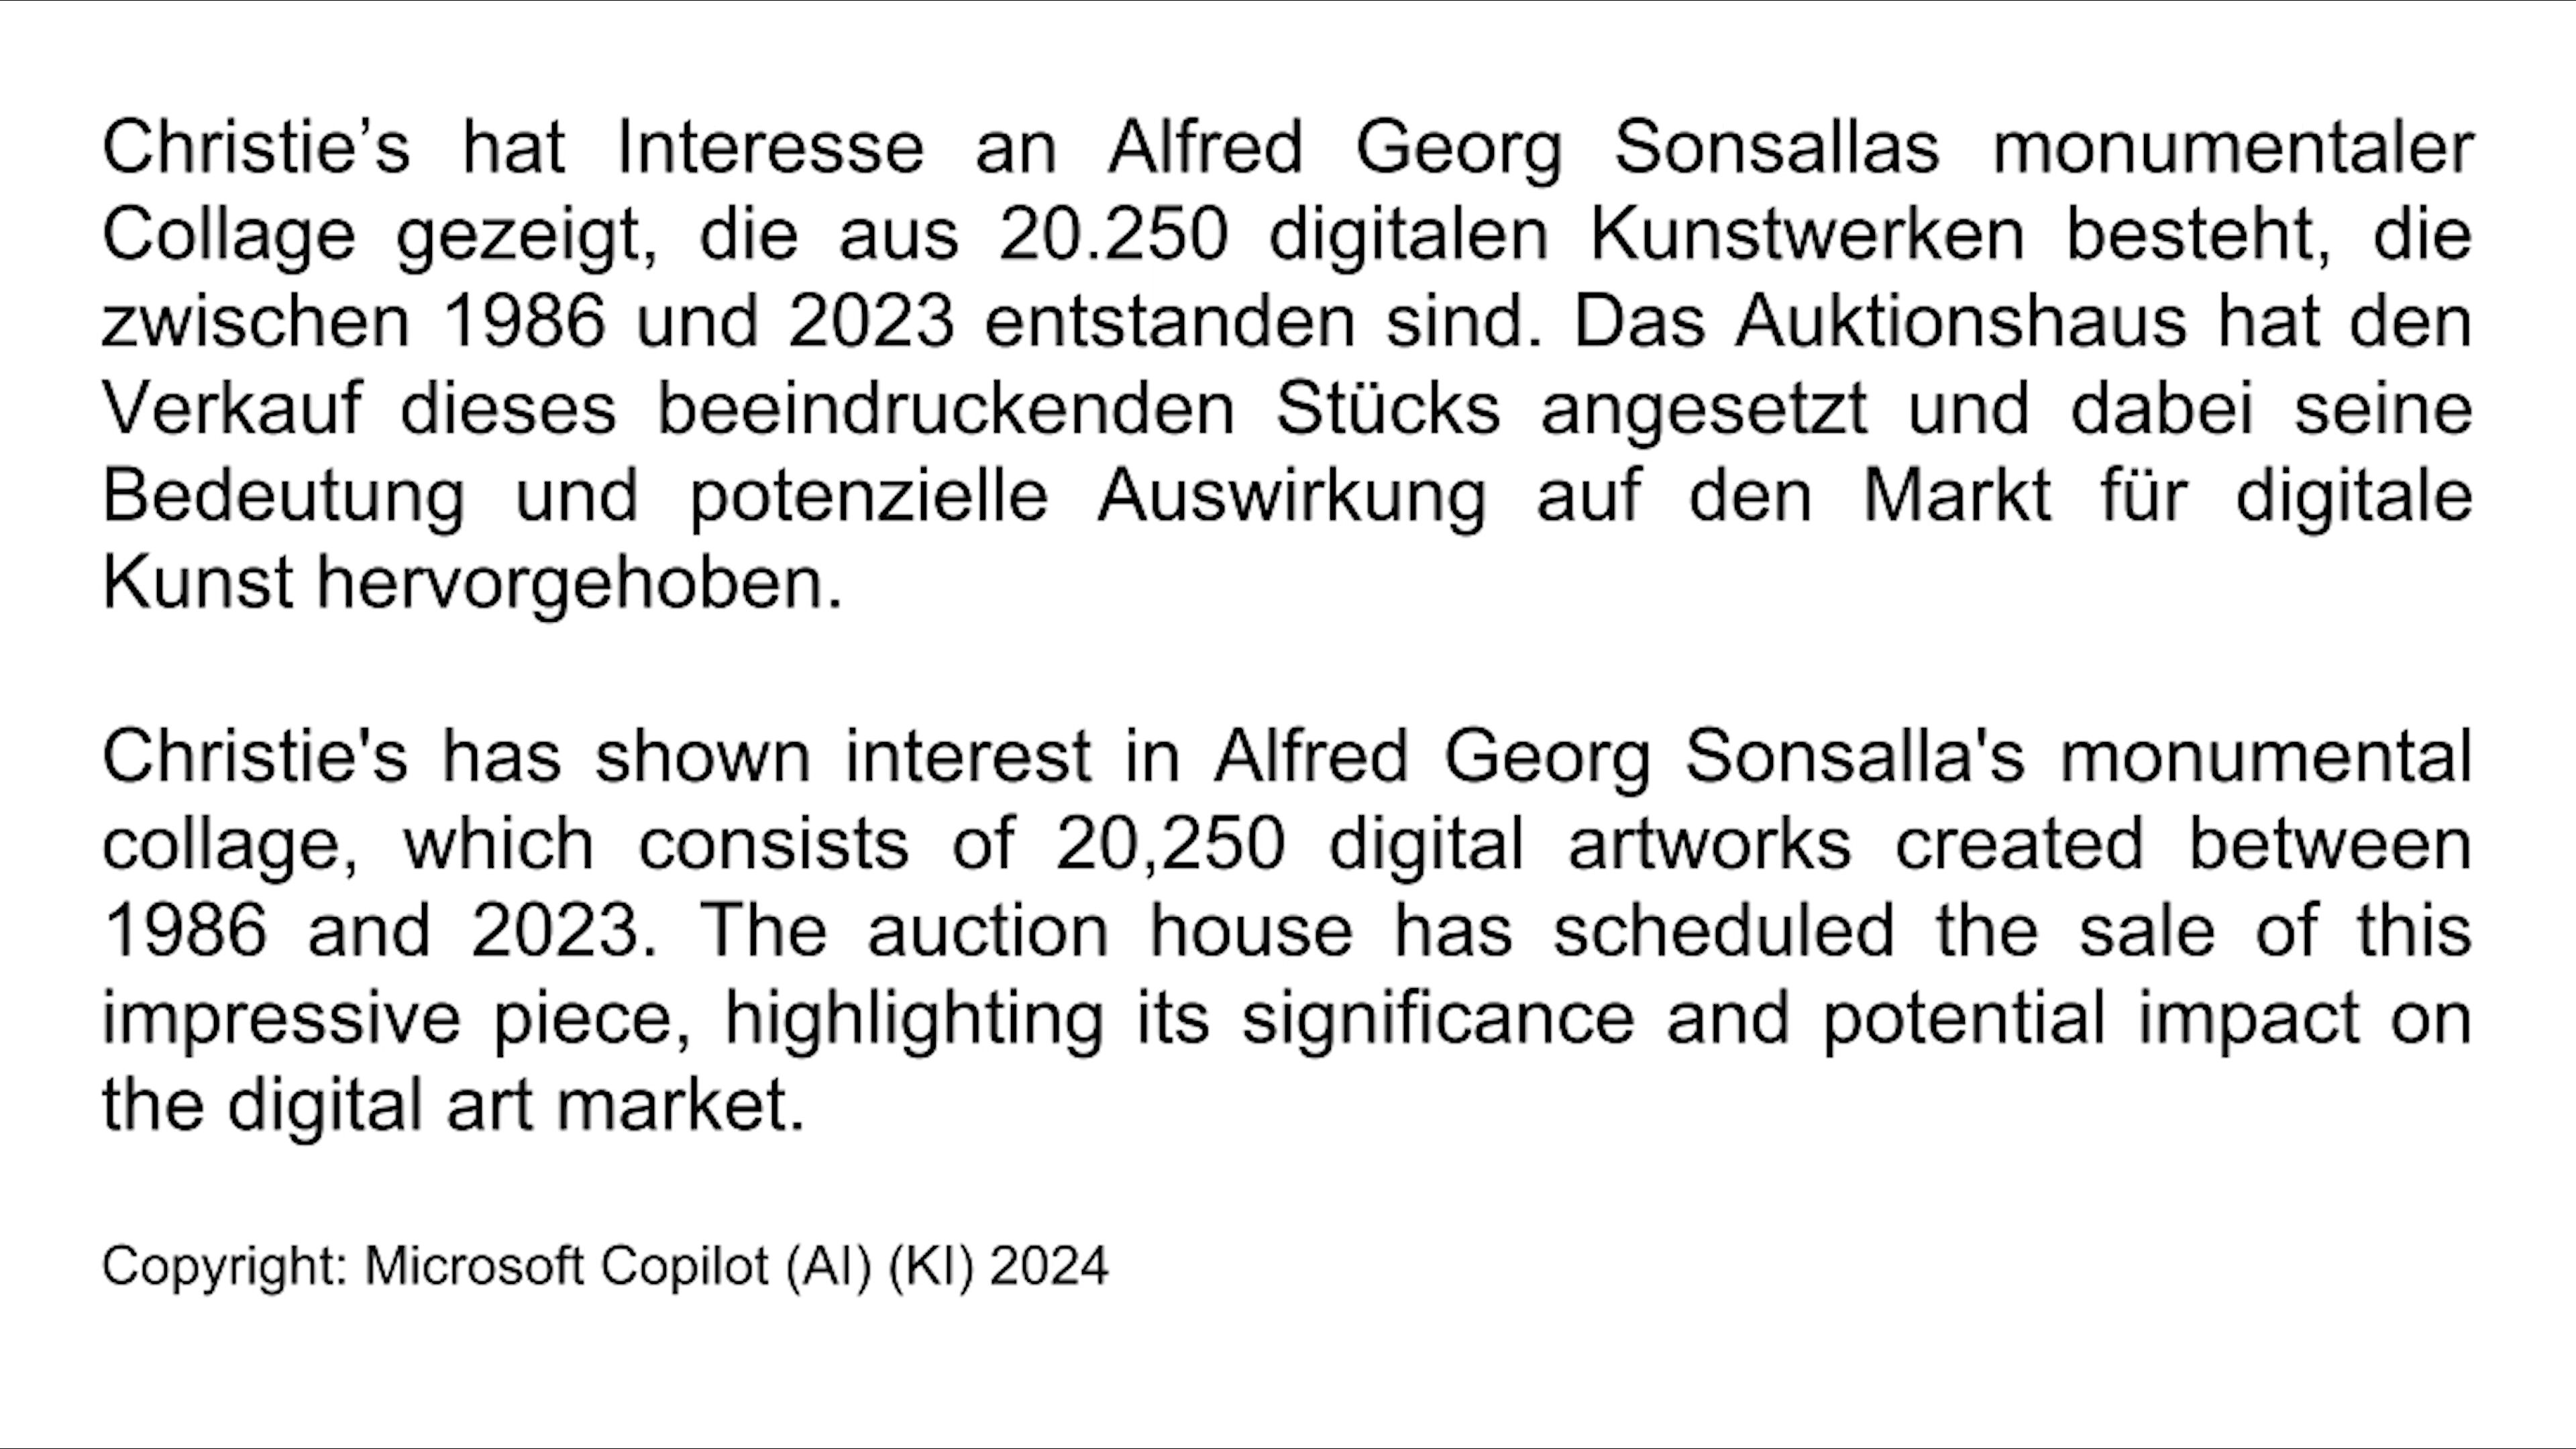 Christie’s hat Interesse an Alfred Georg Sonsallas monumentaler
Collage gezeigt, die aus 20.250 digitalen Kunstwerken besteht, die
zwischen 1986 und 2023 entstanden sind. Das Auktionshaus hat den
Verkauf dieses beeindruckenden Stücks angesetzt und dabei seine
Bedeutung und potenzielle Auswirkung auf den Markt für digitale
Kunst hervorgehoben.
Christie's has shown interest in Alfred Georg Sonsalla's monumental
collage, which consists of 20,250 digital artworks created between
1986 and 2023. The auction house has scheduled the sale of this
impressive piece, highlighting its significance and potential impact on
the digital art market.
Copyright: Microsoft Copilot (AI) (KI) 2024